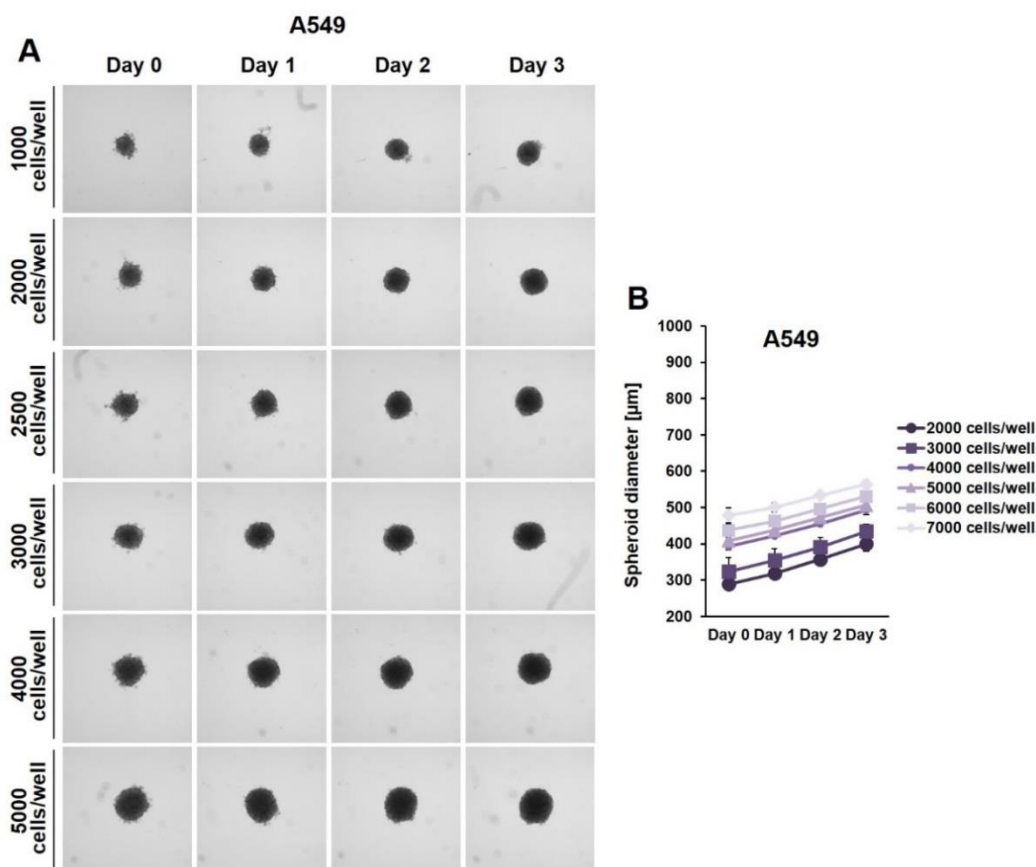 A549
A
Day 0 Day 1 Day 2 Day 3
1000
cells/well
2000
cells/well
2500
cells/well
3000
cells/well
4000
cells/well
5000
cells/well
B
A549
Spheroid diameter [µm]
1000
900
800
700
600
500
400
300
200
Day 0 Day 1 Day 2 Day 3
2000 cells/well
3000 cells/well
4000 cells/well
5000 cells/well
6000 cells/well
7000 cells/well